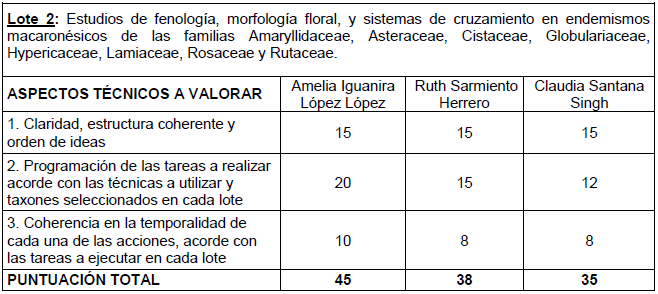 Lote 2: Estudios de fenología, morfología floral, y sistemas de cruzamiento en endemismos
macaronésicos de las familias Amaryllidaceae, Asteraceae, Cistaceae, Globulariaceae,
Hypericaceae, Lamiaceae, Rosaceae y Rutaceae.
ASPECTOS TÉCNICOS A VALORAR
Amelia Iguanira
López López
Ruth Sarmiento
Herrero
Claudia Santana
Singh
1. Claridad, estructura coherente y
orden de ideas
15
15
15
2. Programación de las tareas a realizar
acorde con las técnicas a utilizar y
taxones seleccionados en cada lote
20
15
12
3. Coherencia en la temporalidad de
cada una de las acciones, acorde con
las tareas a ejecutar en cada lote
10
8
8
PUNTUACIÓN TOTAL
45
38
35